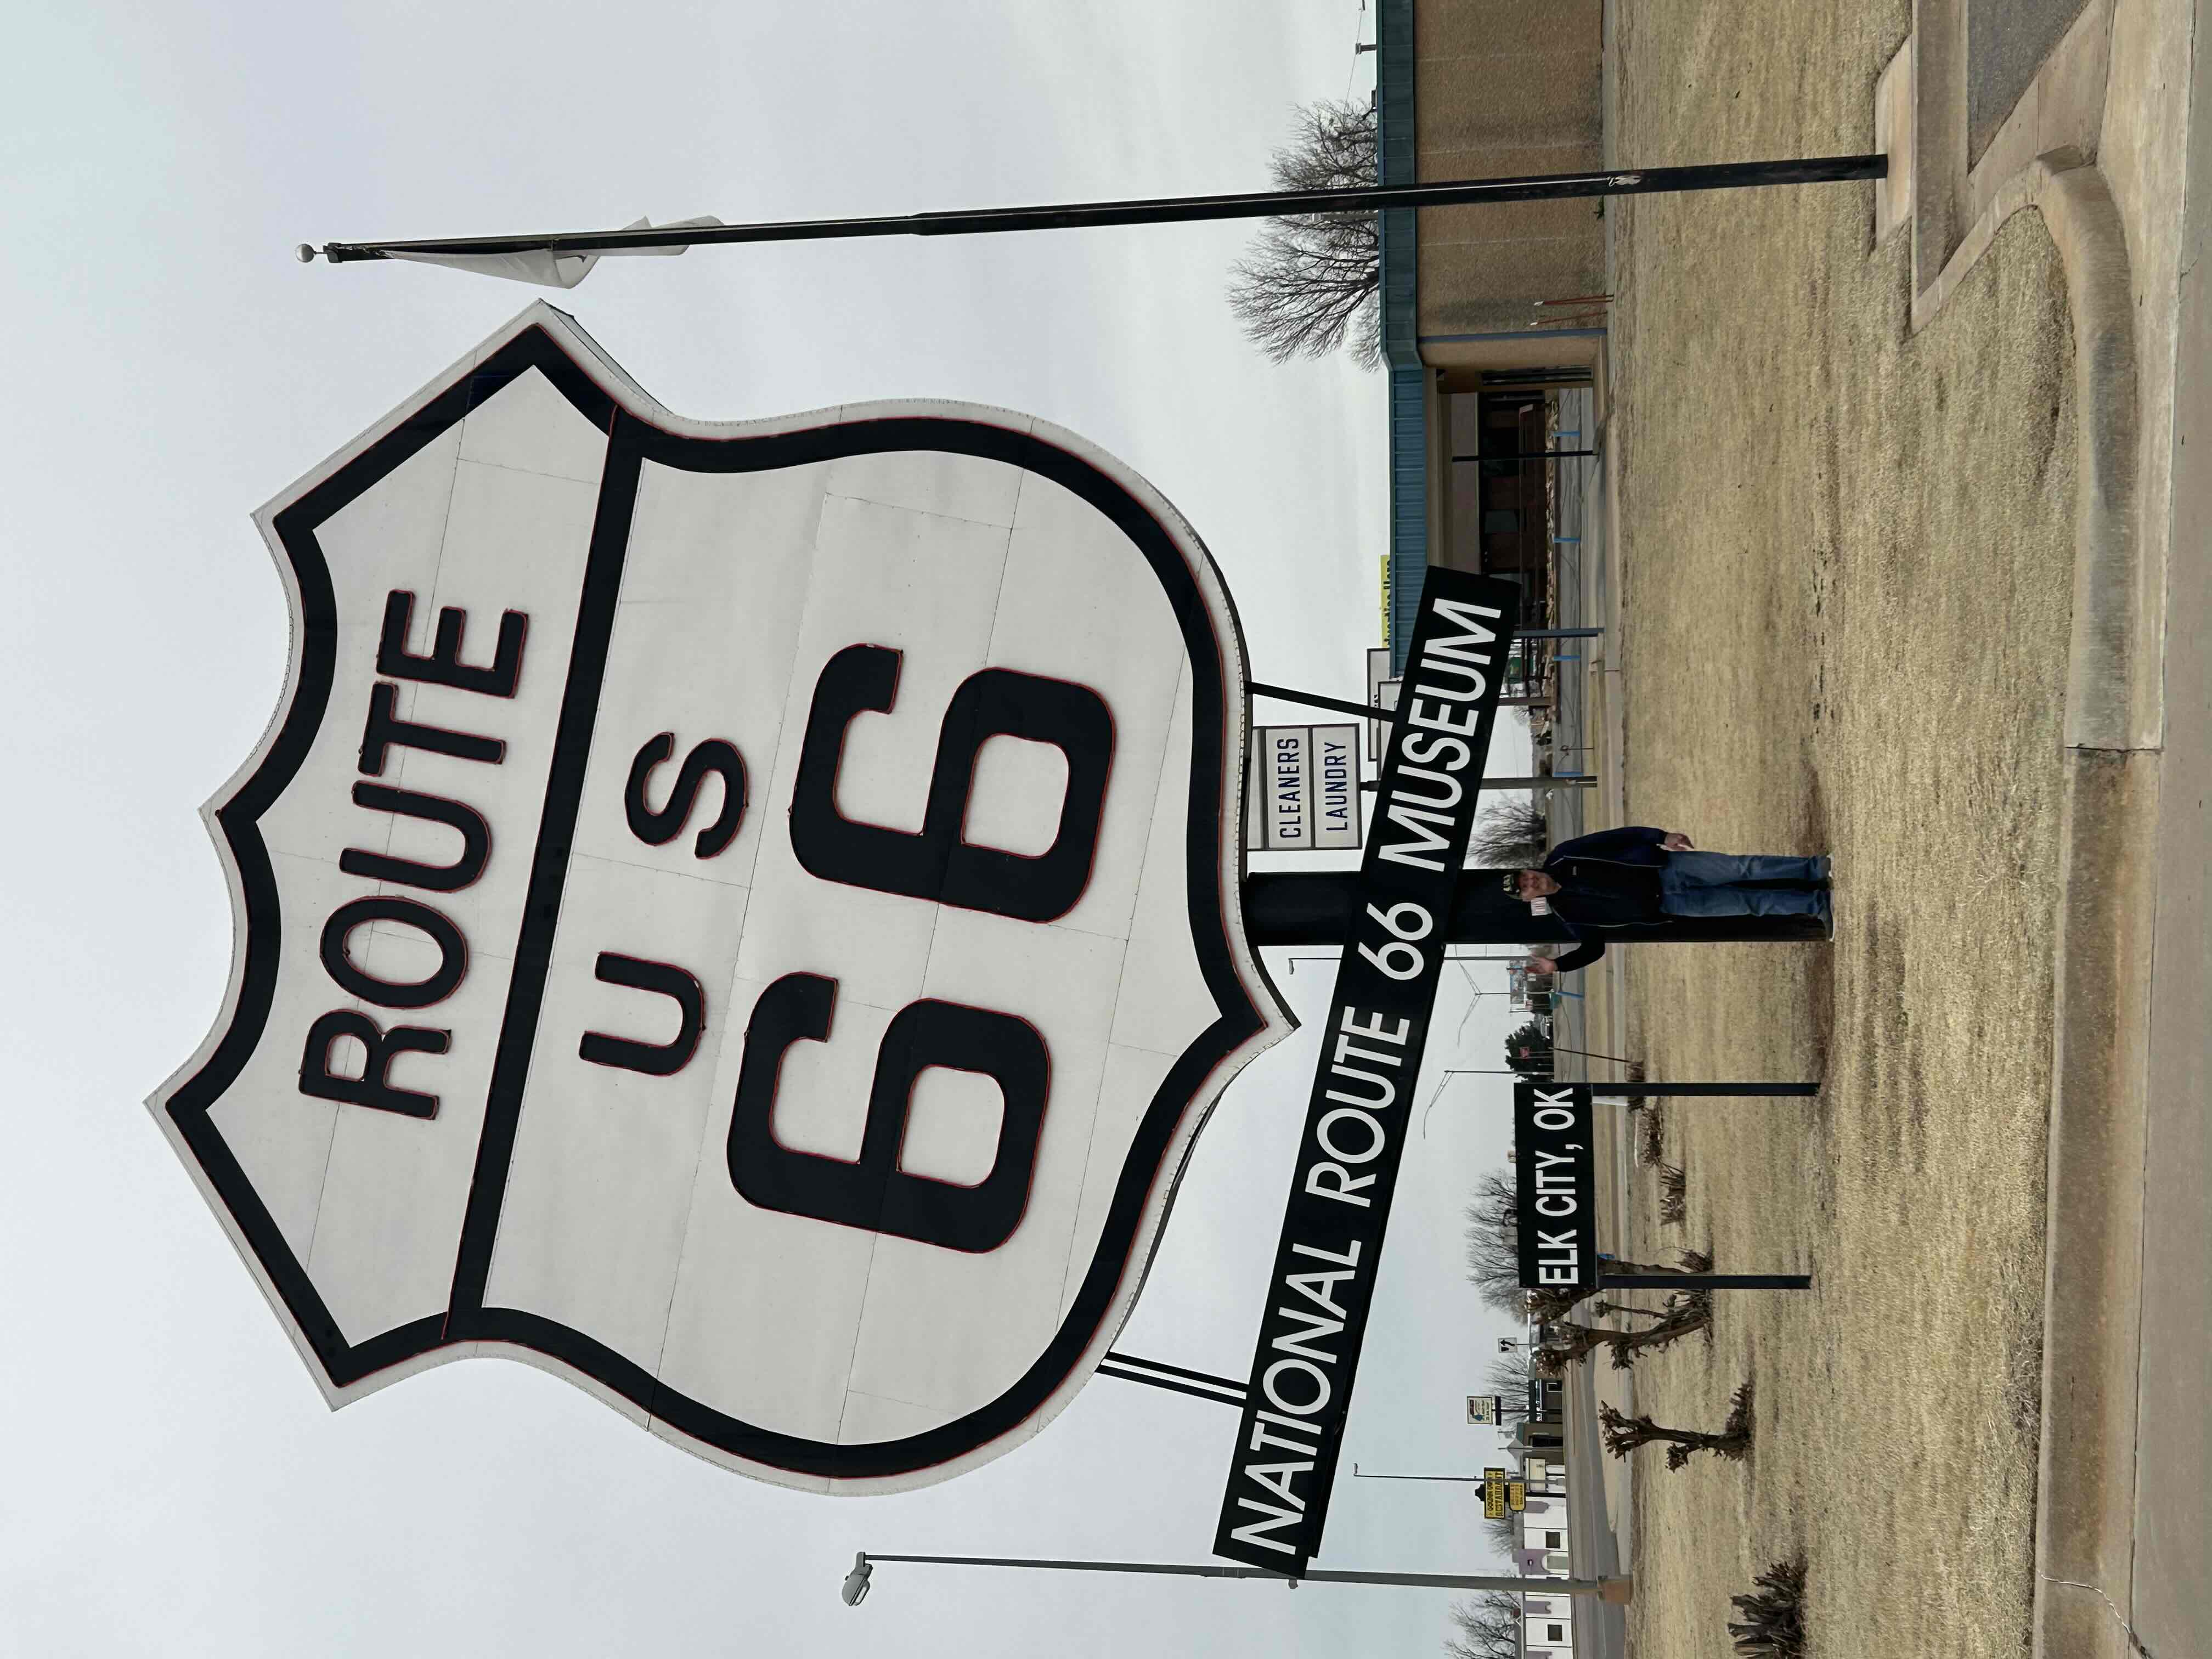 ROUTE
U S
66
NATIONAL ROUTE 66 MUSEUM
ELK CITY, OK
CLEANERS
LAUNDRY